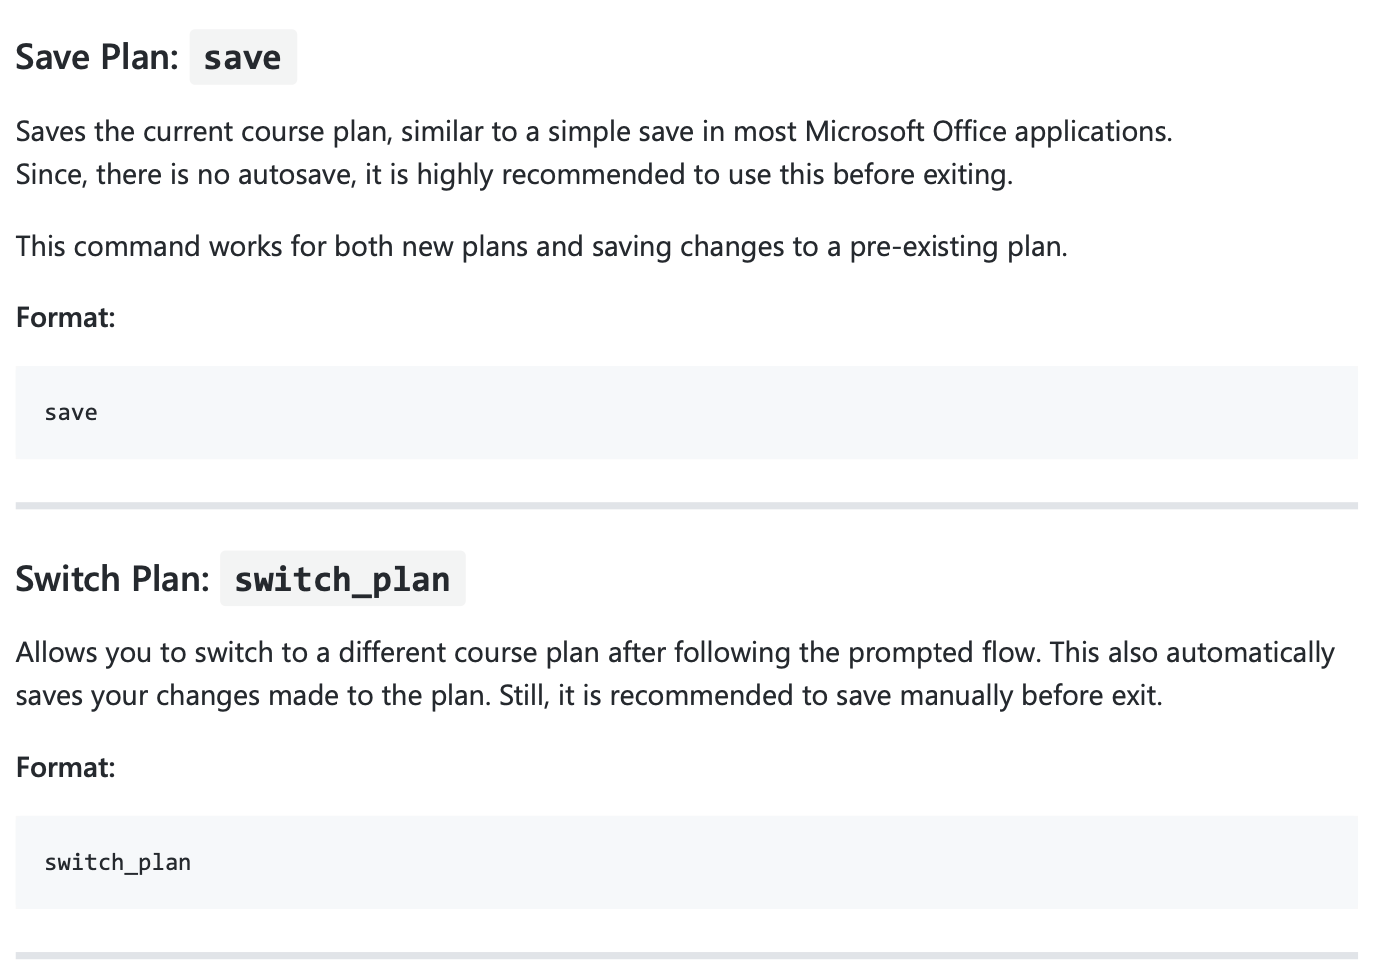 Save Plan: save
Saves the current course plan, similar to a simple save in most Microsoft Office applications.
Since, there is no autosave, it is highly recommended to use this before exiting.
This command works for both new plans and saving changes to a pre-existing plan.
Format:
save
Switch Plan: switch_plan
Allows you to switch to a different course plan after following the prompted flow. This also automatically
saves your changes made to the plan. Still, it is recommended to save manually before exit.
Format:
switch_plan